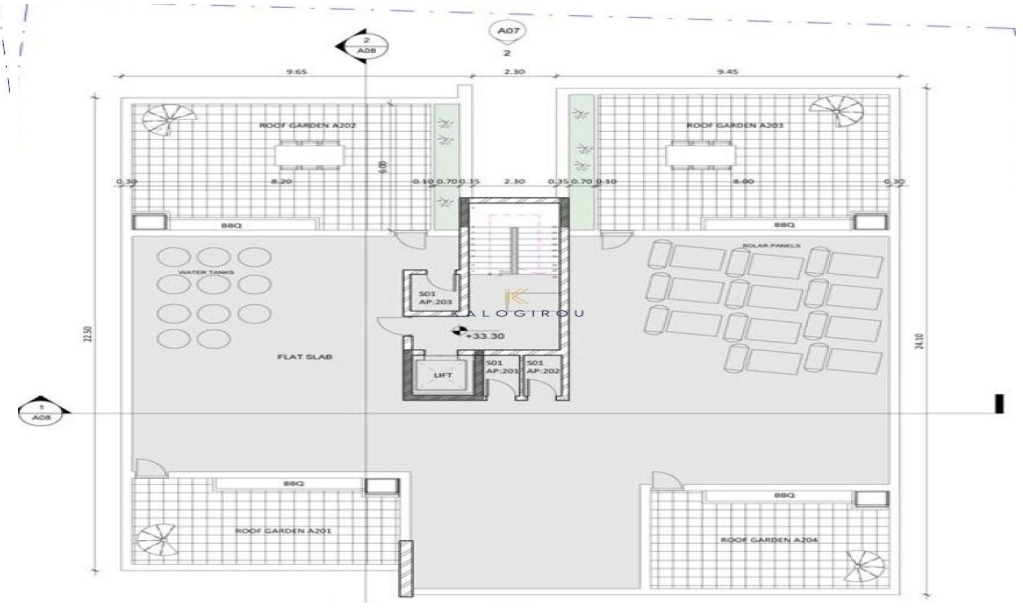 A07
2
2
A08
9.65
2.30
9.45
ROOF GARDEN A202
ROOF GARDEN A203
6.00
0.30
8.20
0.10
0.70
0.35
2.30
0.35
0.70
0.10
8.00
0.30
BBQ
BBQ
SOLAR PANELS
WATER TANKS
S01
AP:203
KALOGIROU
+33.30
22.50
24.10
FLAT SLAB
LIFT
S01
AP:201
S01
AP:202
1
A08
BBQ
BBQ
ROOF GARDEN A201
ROOF GARDEN A204